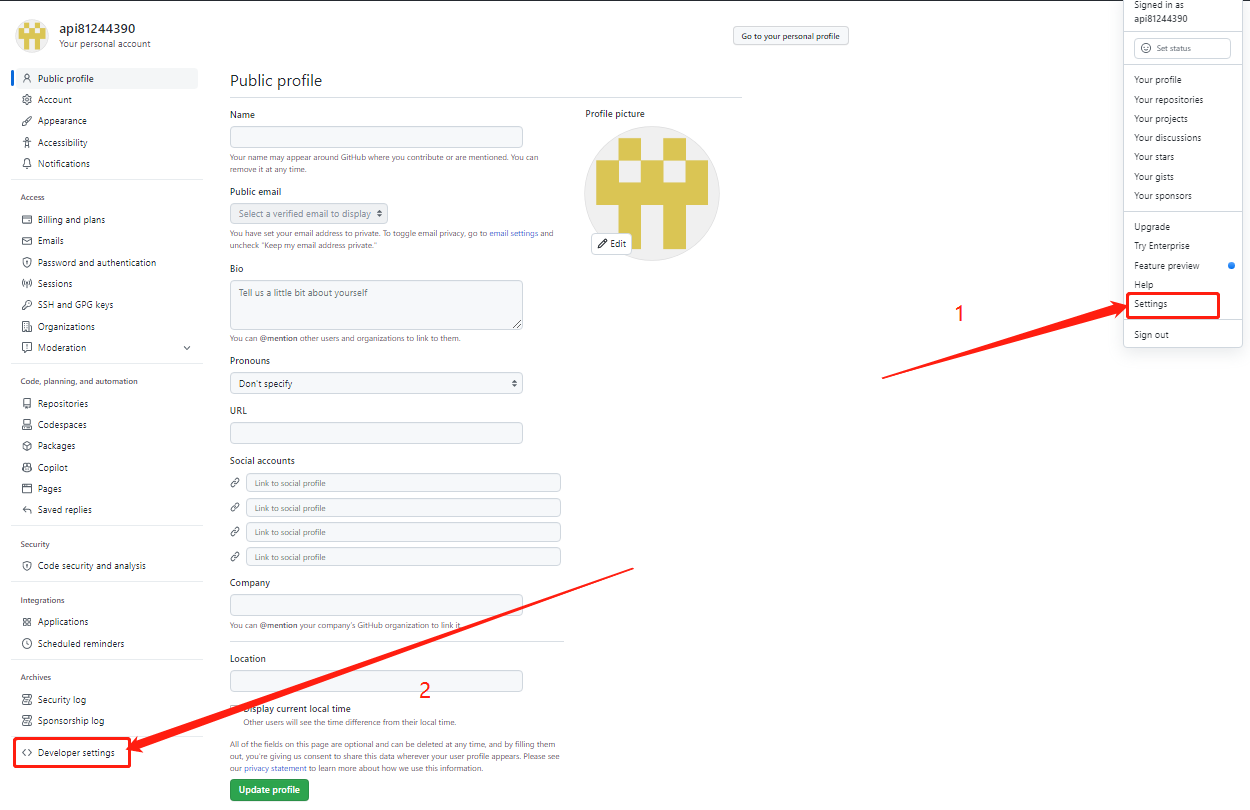 api81244390
Your personal account
Go to your personal profile
Public profile
Account
Appearance
Accessibility
Notifications
Access
Billing and plans
Emails
Password and authentication
Sessions
SSH and GPG keys
Organizations
Moderation
Code, planning, and automation
Repositories
Codespaces
Packages
Copilot
Pages
Saved replies
Security
Code security and analysis
Integrations
Applications
Scheduled reminders
Archives
Security log
Sponsorship log
Developer settings
Public profile
Name
Your name may appear around GitHub where you contribute or are mentioned. You can
remove it at any time.
Public email
Select a verified email to display
You have set your email address to private. To toggle email privacy, go to email settings and
uncheck "Keep my email address private."
Bio
Tell us a little bit about yourself
You can @mention other users and organizations to link to them.
Pronouns
Don't specify
URL
Social accounts
Link to social profile
Link to social profile
Link to social profile
Link to social profile
Company
You can @mention your company's GitHub organization to link it.
Location
2
Display current local time
Other users will see the time difference from their local time.
All of the fields on this page are optional and can be deleted at any time, and by filling them
out, you're giving us consent to share this data wherever your user profile appears. Please see
our privacy statement to learn more about how we use this information.
Update profile
Profile picture
Edit
1
Signed in as
api81244390
Set status
Your profile
Your repositories
Your projects
Your discussions
Your stars
Your gists
Your sponsors
Upgrade
Try Enterprise
Feature preview
Help
Settings
Sign out